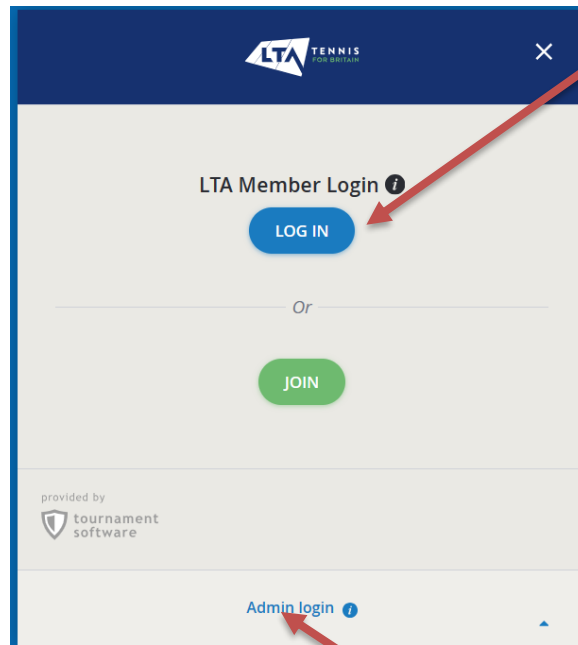 LTA TENNIS
FOR BRITAIN
LTA Member Login i
LOG IN
Or
JOIN
provided by
tournament
software
Admin login i